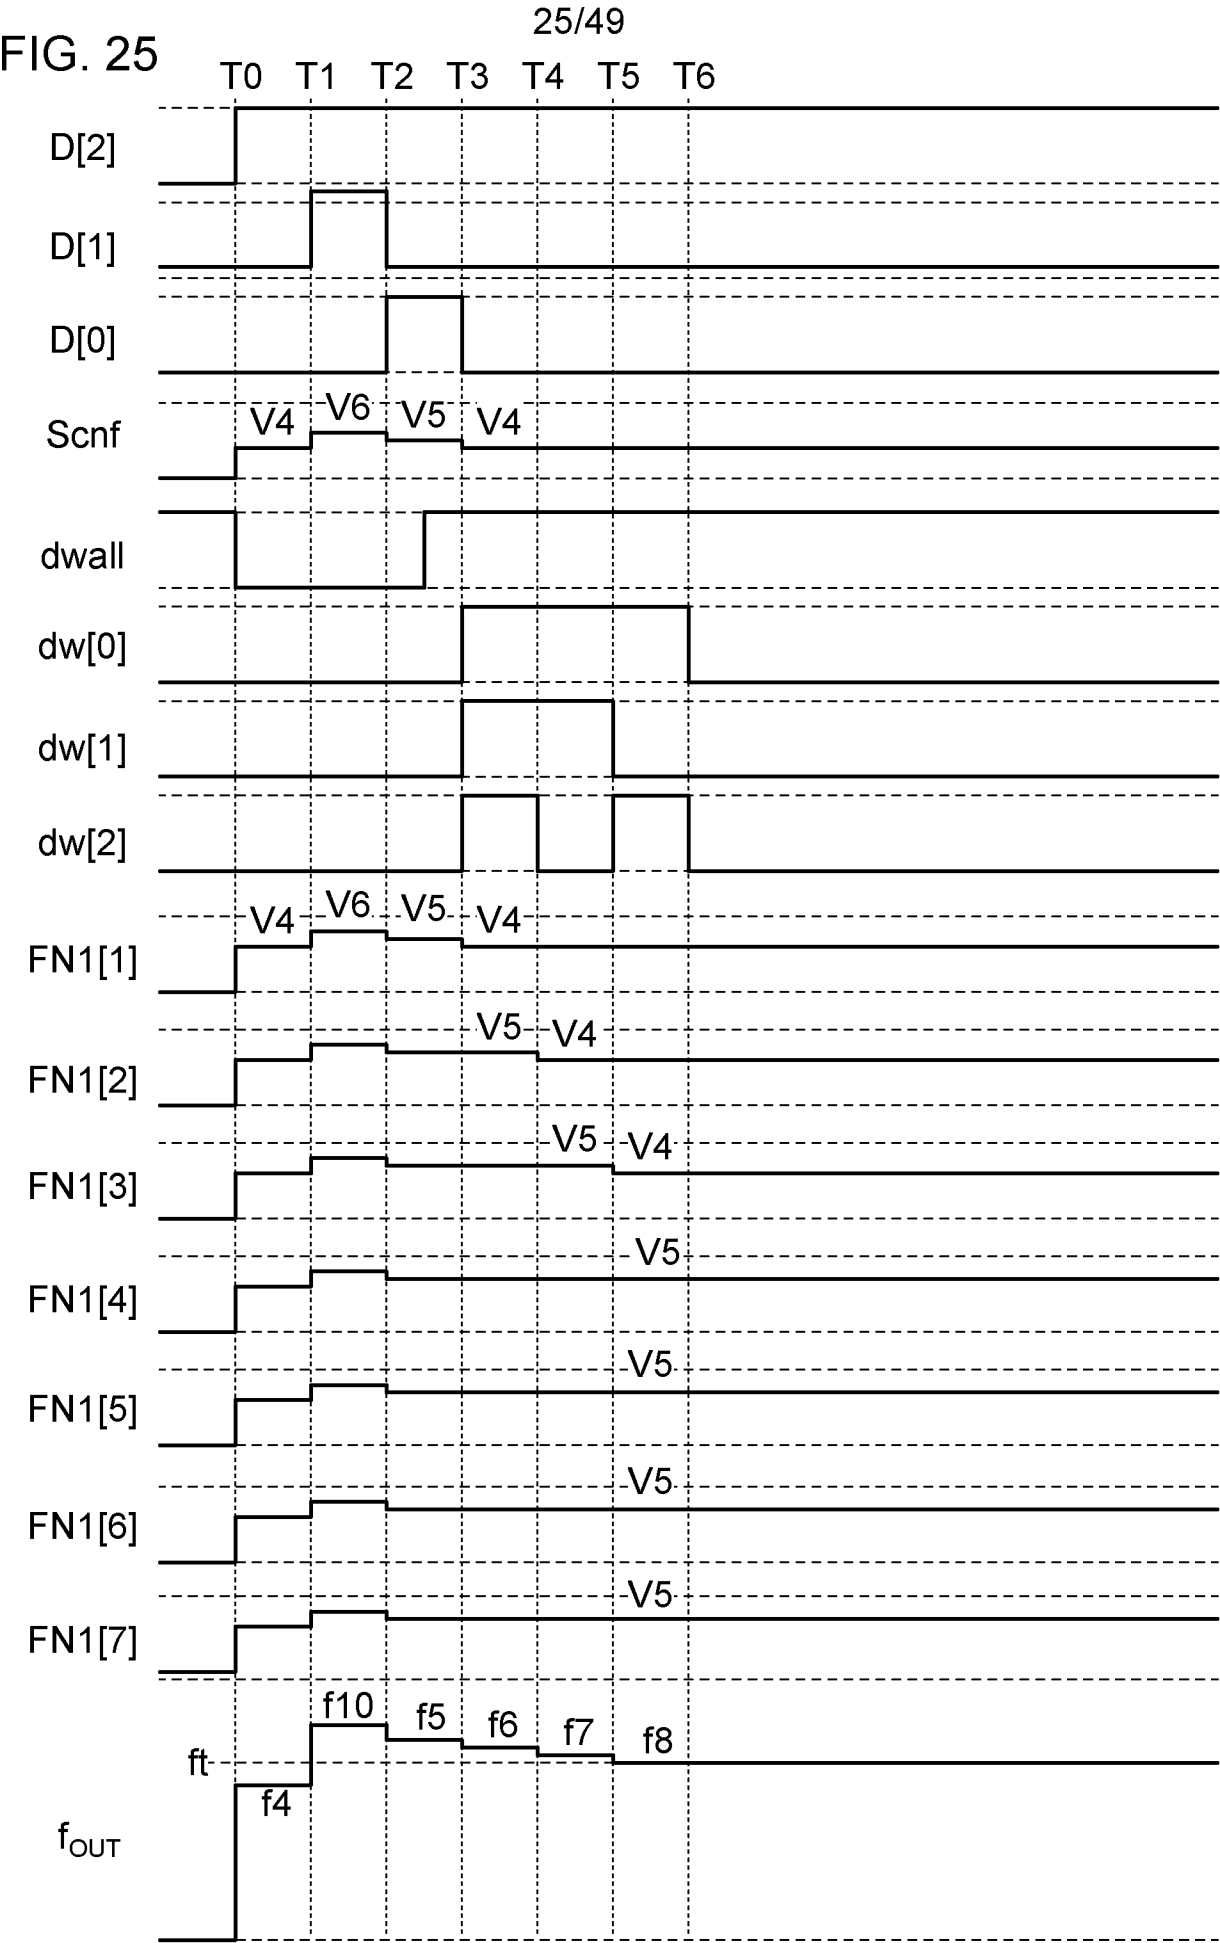 25/49
FIG. 25
T0 T1 T2 T3 T4 T5 T6
D[2]
D[1]
D[0]
Scnf V4 V6 V5 V4
dwall
dw[0]
dw[1]
dw[2]
FN1[1] V4 V6 V5 V4
FN1[2] V5 V4
FN1[3] V5 V4
FN1[4] V5
FN1[5] V5
FN1[6] V5
FN1[7] V5
f10 f5 f6 f7 f8
ft
f4
fOUT